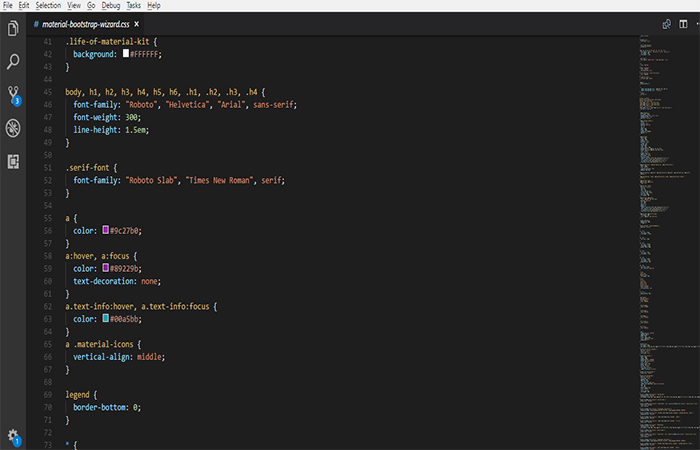 File Edit Selection View Go Debug Tasks Help
# material-bootstrap-wizard.css ×
41 .life-of-material-kit {
42 background: #FFFFFF;
43 }
44
45 body, h1, h2, h3, h4, h5, h6, .h1, .h2, .h3, .h4 {
46 font-family: "Roboto", "Helvetica", "Arial", sans-serif;
47 font-weight: 300;
48 line-height: 1.5em;
49 }
50
51 .serif-font {
52 font-family: "Roboto Slab", "Times New Roman", serif;
53 }
54
55 a {
56 color: #9c27b0;
57 }
58 a:hover, a:focus {
59 color: #89229b;
60 text-decoration: none;
61 }
62 a.text-info:hover, a.text-info:focus {
63 color: #00a5bb;
64 }
65 a .material-icons {
66 vertical-align: middle;
67 }
68
69 legend {
70 border-bottom: 0;
71 }
72
73 * {
3
1